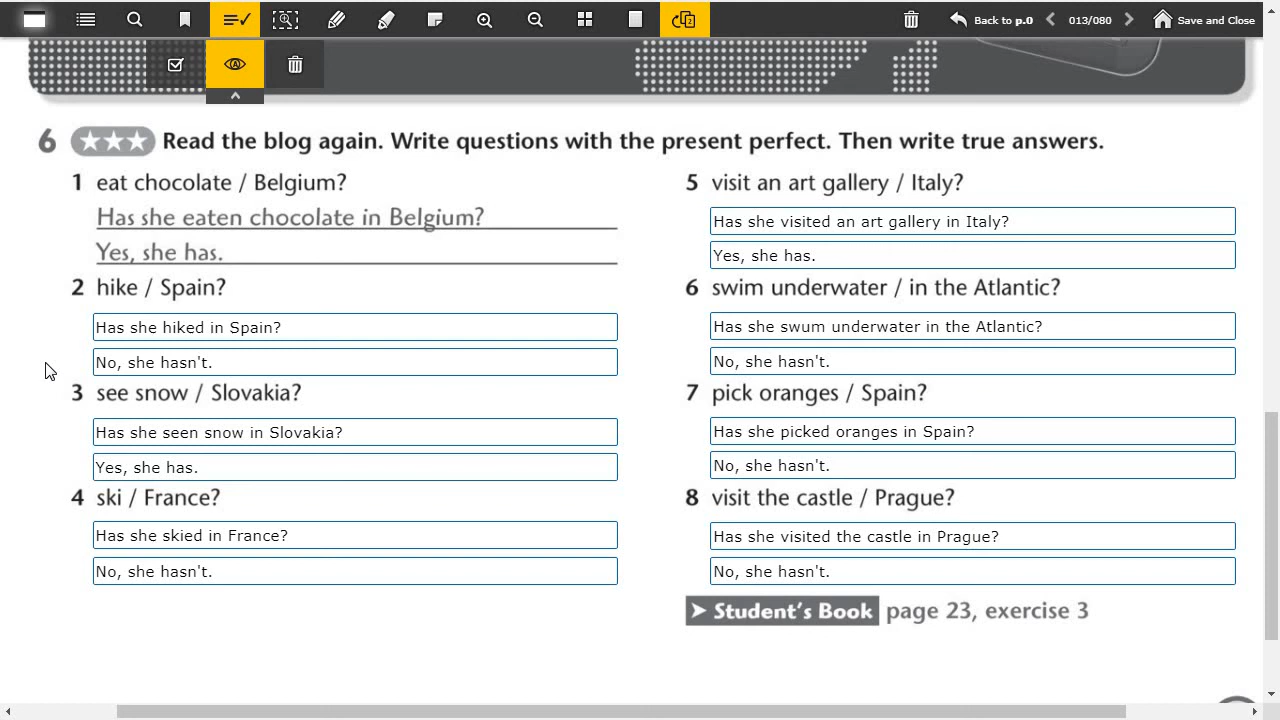 Back to p.0
013/080
Save and Close
6 Read the blog again. Write questions with the present perfect. Then write true answers.
1 eat chocolate / Belgium?
Has she eaten chocolate in Belgium?
Yes, she has.
2 hike / Spain?
Has she hiked in Spain?
No, she hasn't.
3 see snow / Slovakia?
Has she seen snow in Slovakia?
Yes, she has.
4 ski / France?
Has she skied in France?
No, she hasn't.
5 visit an art gallery / Italy?
Has she visited an art gallery in Italy?
Yes, she has.
6 swim underwater / in the Atlantic?
Has she swum underwater in the Atlantic?
No, she hasn't.
7 pick oranges / Spain?
Has she picked oranges in Spain?
No, she hasn't.
8 visit the castle / Prague?
Has she visited the castle in Prague?
No, she hasn't.
Student's Book page 23, exercise 3